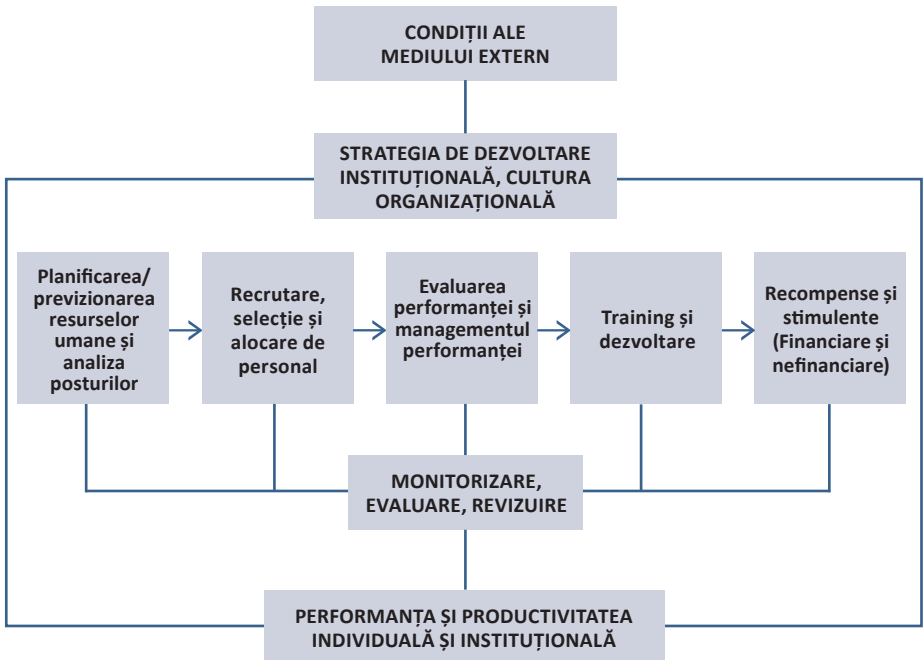 CONDIȚII ALE
MEDIULUI EXTERN
STRATEGIA DE DEZVOLTARE
INSTITUȚIONALĂ, CULTURA
ORGANIZAȚIONALĂ
Planificarea/
previzionarea
resurselor
umane și
analiza
posturilor
Recrutare,
selecție și
alocare de
personal
Evaluarea
performanței și
managementul
performanței
Training și
dezvoltare
Recompense și
stimulente
(Financiare și
nefinanciare)
MONITORIZARE,
EVALUARE, REVIZUIRE
PERFORMANȚA ȘI PRODUCTIVITATEA
INDIVIDUALĂ ȘI INSTITUȚIONALĂ